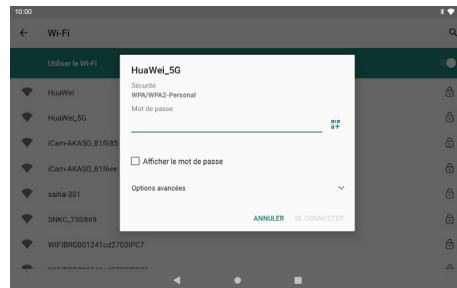 10:00
Wi-Fi
Utiliser le Wi-Fi
HuaWei
HuaWei_5G
iCam-AKASO_81f685
iCam-AKASO_81f6ee
saina-301
SNKC_73D869
WIFIBRG001241cd2703IPC7
HuaWei_5G
Sécurité
WPA/WPA2-Personal
Mot de passe
Afficher le mot de passe
Options avancées
ANNULER SE CONNECTER